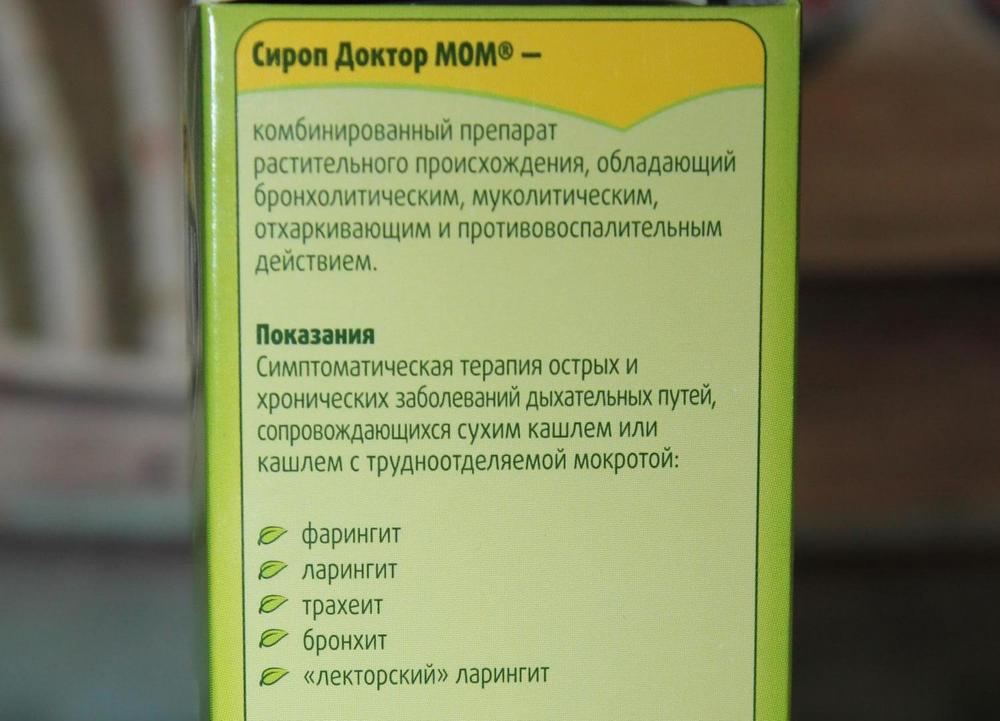 Сироп Доктор МОМ® –
комбинированный препарат
растительного происхождения, обладающий
бронхолитическим, муколитическим,
отхаркивающим и противовоспалительным
действием.
Показания
Симптоматическая терапия острых и
хронических заболеваний дыхательных путей,
сопровождающихся сухим кашлем или
кашлем с трудноотделяемой мокротой:
фарингит
ларингит
трахеит
бронхит
«лекторский» ларингит